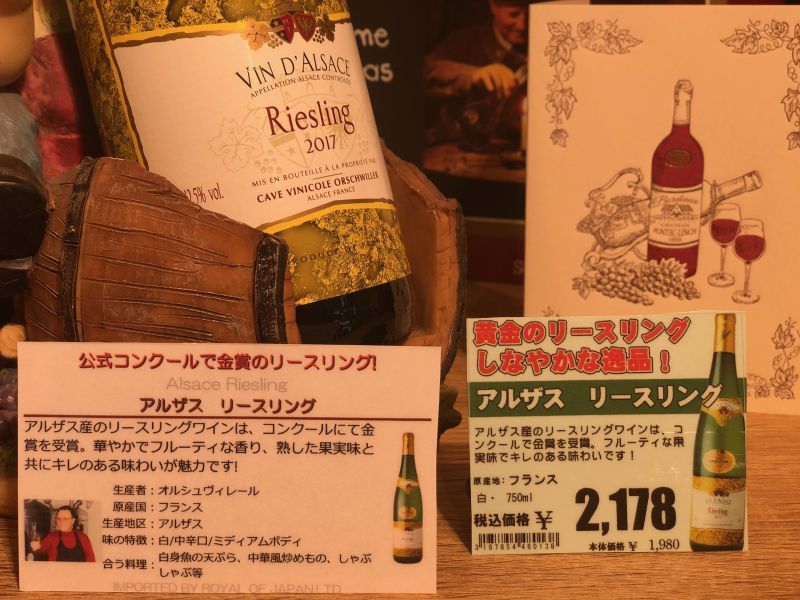 VIN D'ALSACE
APPELLATION ALSACE CONTRÔLÉE
Riesling
2017
MIS EN BOUTEILLE À LA PROPRIÉTÉ PAR
12.5% vol.
CAVE VINICOLE ORSCHWILLER
ALSACE FRANCE
PRODUC
me
as
Bordeaux
CHATEAU
公式コンクールで金賞のリースリング!
Alsace Riesling
アルザス リースリング
アルザス産のリースリングワインは、コンクールにて金
賞を受賞。華やかでフルーティな香り、熟した果実味と
共にキレのある味わいが魅力です!
生産者：オルシュヴィレール
原産国：フランス
生産地区：アルザス
味の特徴：白/中辛口/ミディアムボディ
合う料理：白身魚の天ぷら、中華風炒めもの、しゃぶ
しゃぶ等
IMPORTED BY ROYAL OF JAPAN LTD
黄金のリースリング
しなやかな逸品！
アルザス リースリング
アルザス産のリースリングワインは、コ
ンクールで金賞を受賞。フルーティな果
実味でキレのある味わいです！
原産地：フランス
白・ 750ml
税込価格 ¥ 2,178
3187854480136
本体価格 ¥ 1,980
Riesling
Riesling